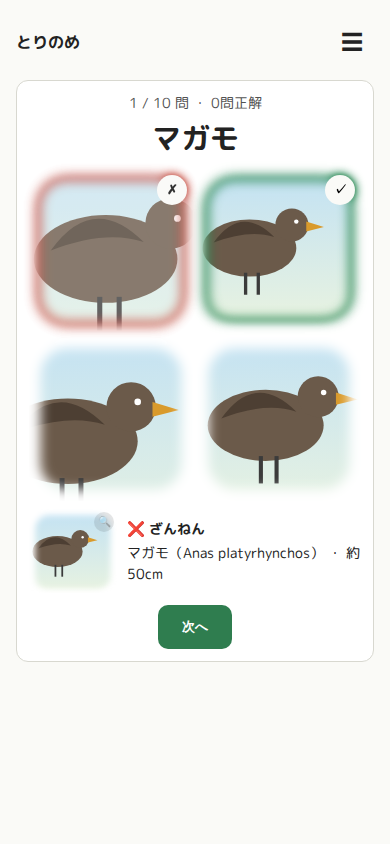 とりのめ
1 / 10 問 · 0問正解
マガモ
❌ ざんねん
マガモ（Anas platyrhynchos） · 約
50cm
次へ